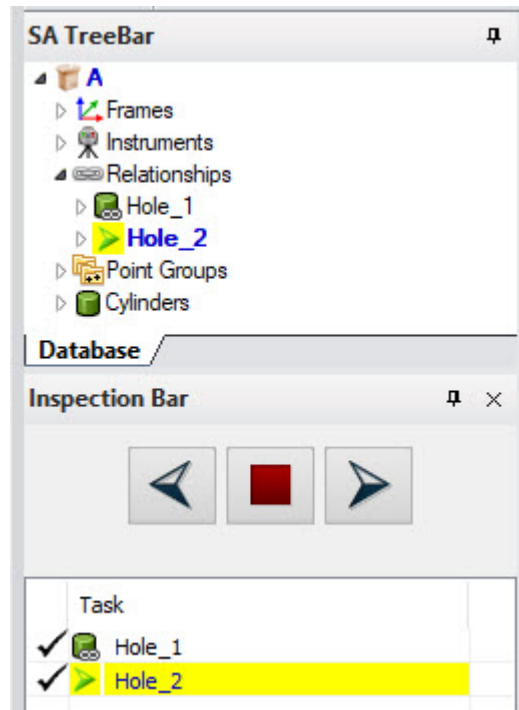 SA TreeBar
A
Frames
Instruments
Relationships
Hole_1
Hole_2
Point Groups
Cylinders
Database
Inspection Bar
Task
Hole_1
Hole_2